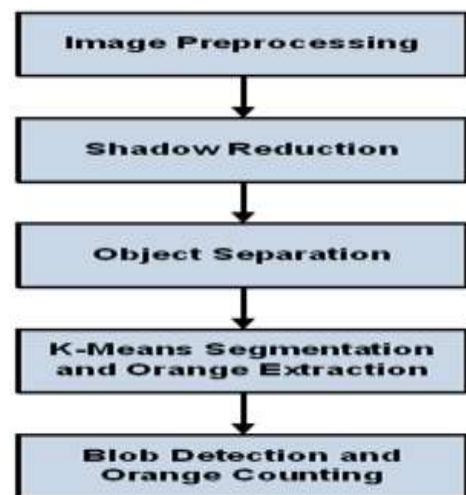 Image Preprocessing
Shadow Reduction
Object Separation
K-Means Segmentation
and Orange Extraction
Blob Detection and
Orange Counting